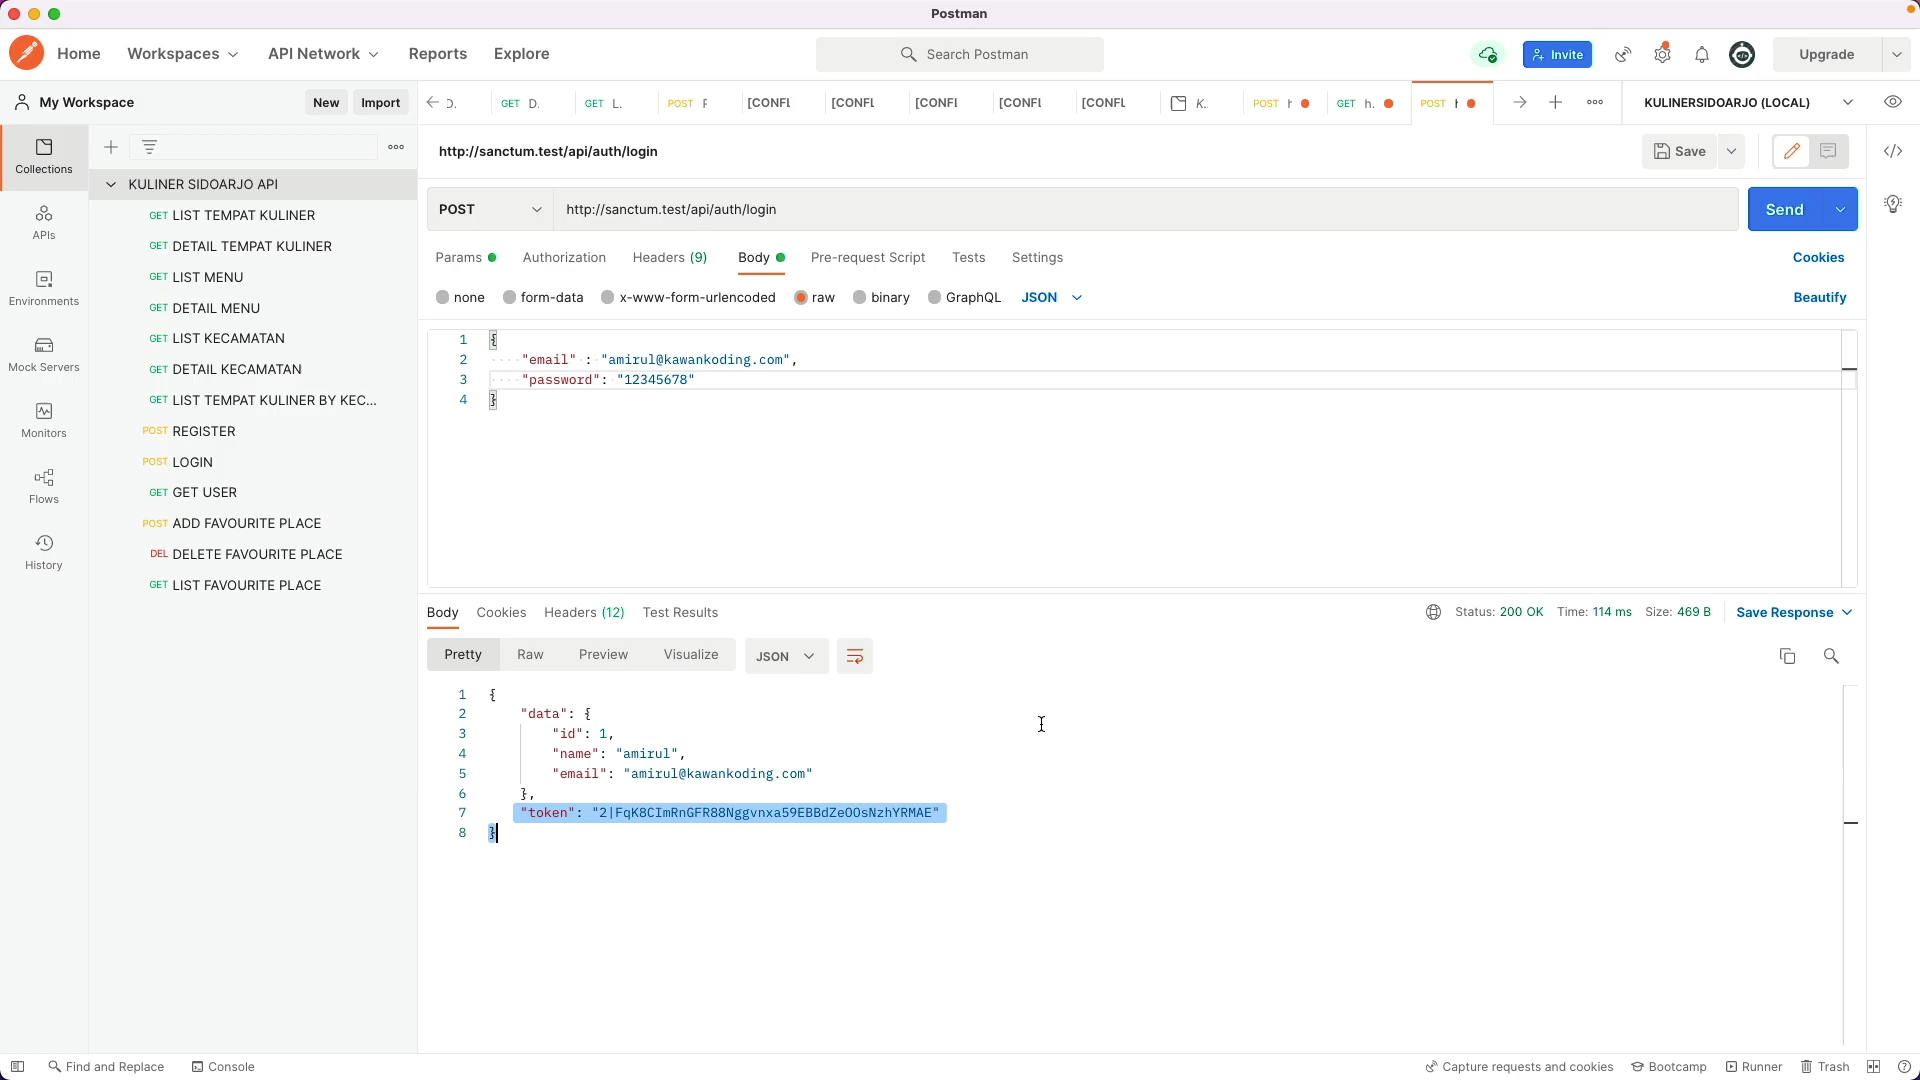 Postman
Home
Workspaces
API Network
Reports
Explore
Search Postman
Invite
Upgrade
My Workspace
New
Import
GET D.
GET L.
POST
[CONFL
[CONFL
[CONFL
[CONFL
[CONFL
K.
POST
GET h.
POST
KULINERSIDOARJO (LOCAL)
Collections
APIs
Environments
Mock Servers
Monitors
Flows
History
KULINER SIDOARJO API
GET LIST TEMPAT KULINER
GET DETAIL TEMPAT KULINER
GET LIST MENU
GET DETAIL MENU
GET LIST KECAMATAN
GET DETAIL KECAMATAN
GET LIST TEMPAT KULINER BY KEC...
POST REGISTER
POST LOGIN
GET GET USER
POST ADD FAVOURITE PLACE
DEL DELETE FAVOURITE PLACE
GET LIST FAVOURITE PLACE
http://sanctum.test/api/auth/login
Save
POST
http://sanctum.test/api/auth/login
Send
Params
Authorization
Headers (9)
Body
Pre-request Script
Tests
Settings
Cookies
none
form-data
x-www-form-urlencoded
raw
binary
GraphQL
JSON
Beautify
1 {
2 "email" : "amirul@kawankoding.com",
3 "password": "12345678"
4 }
Body
Cookies
Headers (12)
Test Results
Status: 200 OK
Time: 114 ms
Size: 469 B
Save Response
Pretty
Raw
Preview
Visualize
JSON
1 {
2 "data": {
3 "id": 1,
4 "name": "amirul",
5 "email": "amirul@kawankoding.com"
6 },
7 "token": "2|FqK8CImRnGFR88Nggvnxa59EBBdZeOOsNzhYRMAE"
8 }
Find and Replace
Console
Capture requests and cookies
Bootcamp
Runner
Trash